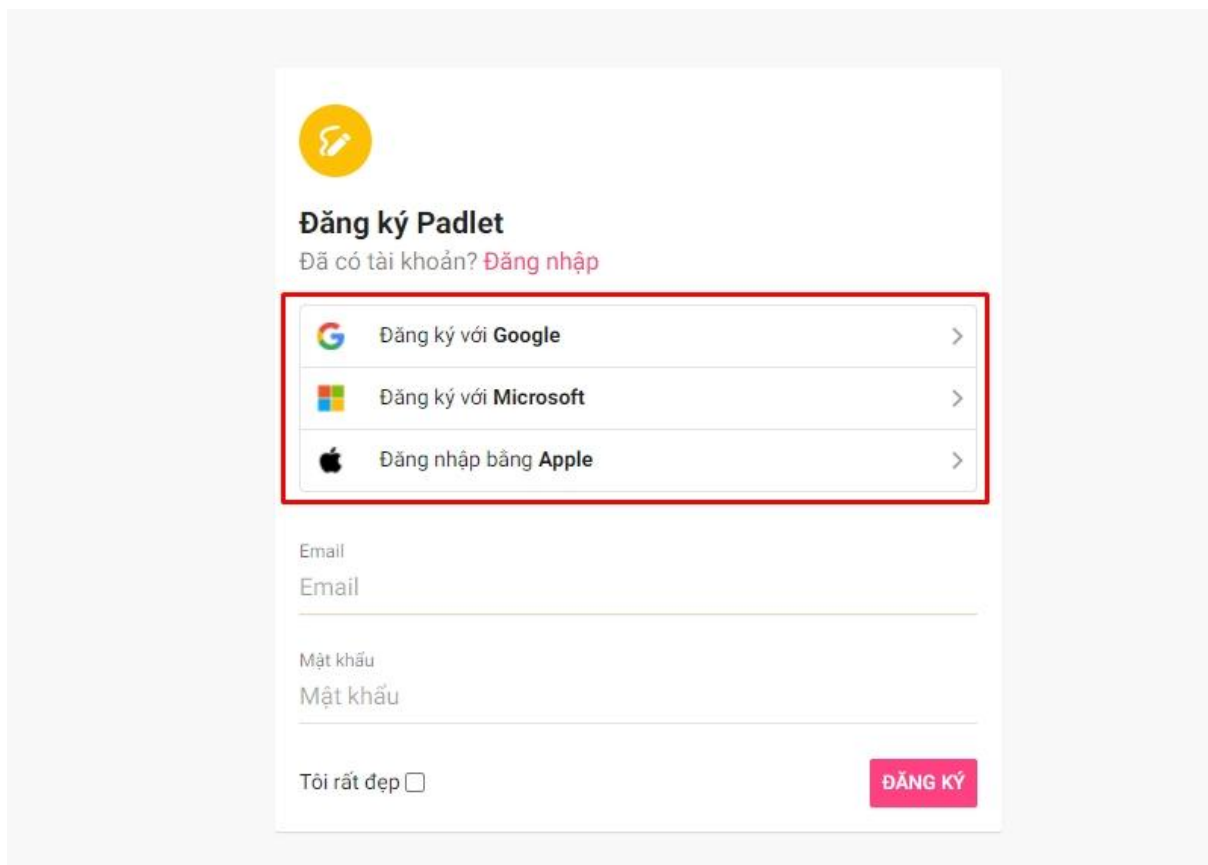 Đăng ký Padlet
Đã có tài khoản? Đăng nhập
Đăng ký với Google
Đăng ký với Microsoft
Đăng nhập bằng Apple
Email
Email
Mật khẩu
Mật khẩu
Tôi rất đẹp
ĐĂNG KÝ